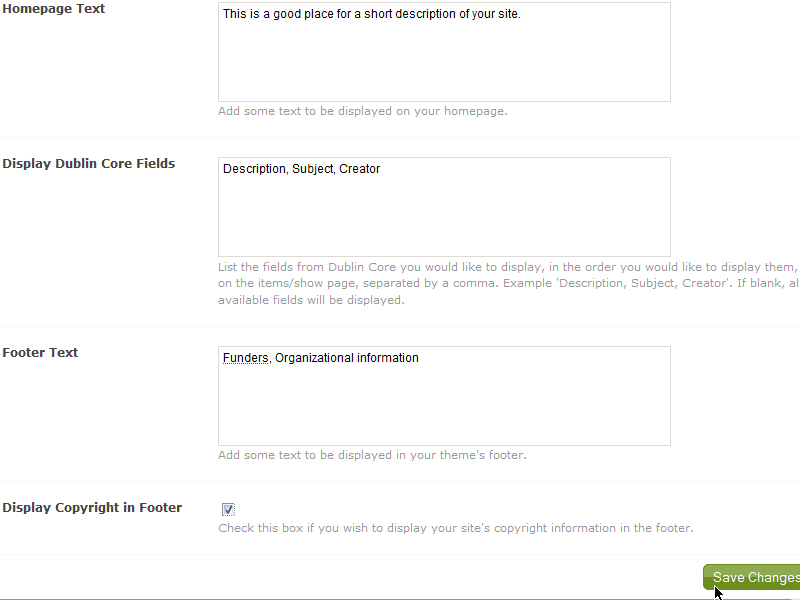 Homepage Text
This is a good place for a short description of your site.
Add some text to be displayed on your homepage.
Display Dublin Core Fields
Description, Subject, Creator
List the fields from Dublin Core you would like to display, in the order you would like to display them,
on the items/show page, separated by a comma. Example 'Description, Subject, Creator'. If blank, al
available fields will be displayed.
Footer Text
Funders, Organizational information
Add some text to be displayed in your theme's footer.
Display Copyright in Footer
Check this box if you wish to display your site's copyright information in the footer.
Save Changes